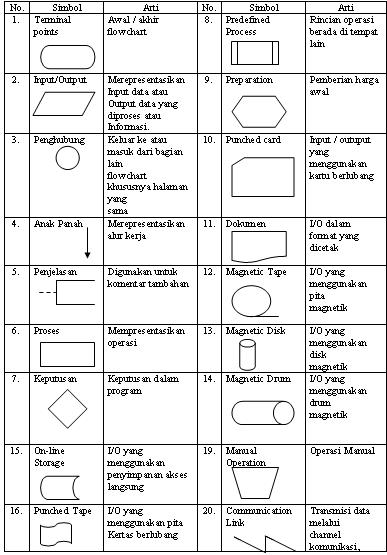 No. Simbol Arti No. Simbol Arti
1. Terminal points Awal / akhir flowchart 8. Predefined Process Rincian operasi berada di tempat lain
2. Input/Output Merepresentasikan Input data atau Output data yang diproses atau Informasi. 9. Preparation Pemberian harga awal
3. Penghubung Keluar ke atau masuk dari bagian lain flowchart khususnya halaman yang sama 10. Punched card Input / outuput yang menggunakan kartu berlubang
4. Anak Panah Merepresentasikan alur kerja 11. Dokumen I/O dalam format yang dicetak
5. Penjelasan Digunakan untuk komentar tambahan 12. Magnetic Tape I/O yang menggunakan pita magnetik
6. Proses Mempresentasikan operasi 13. Magnetic Disk I/O yang menggunakan disk magnetik
7. Keputusan Keputusan dalam program 14. Magnetic Drum I/O yang menggunakan drum magnetik
15. On-line Storage I/O yang menggunakan penyimpanan akses langsung 19. Manual Operation Operasi Manual
16. Punched Tape I/O yang menggunakan pita Kertas berlubang 20. Communication Link Transmisi data melalui channel komunikasi,